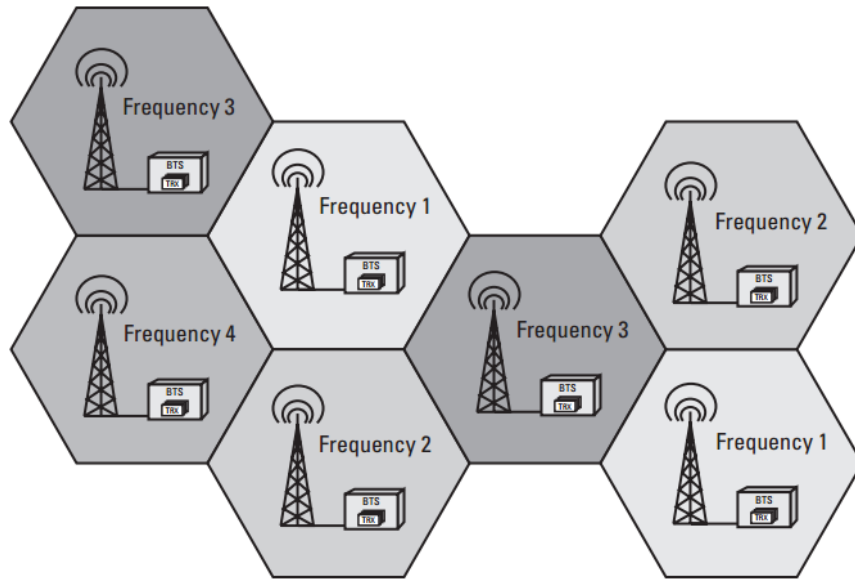 Frequency 3
BTS
TRX
Frequency 1
BTS
TRX
Frequency 2
BTS
TRX
Frequency 4
BTS
TRX
Frequency 3
BTS
TRX
Frequency 2
BTS
TRX
Frequency 1
BTS
TRX